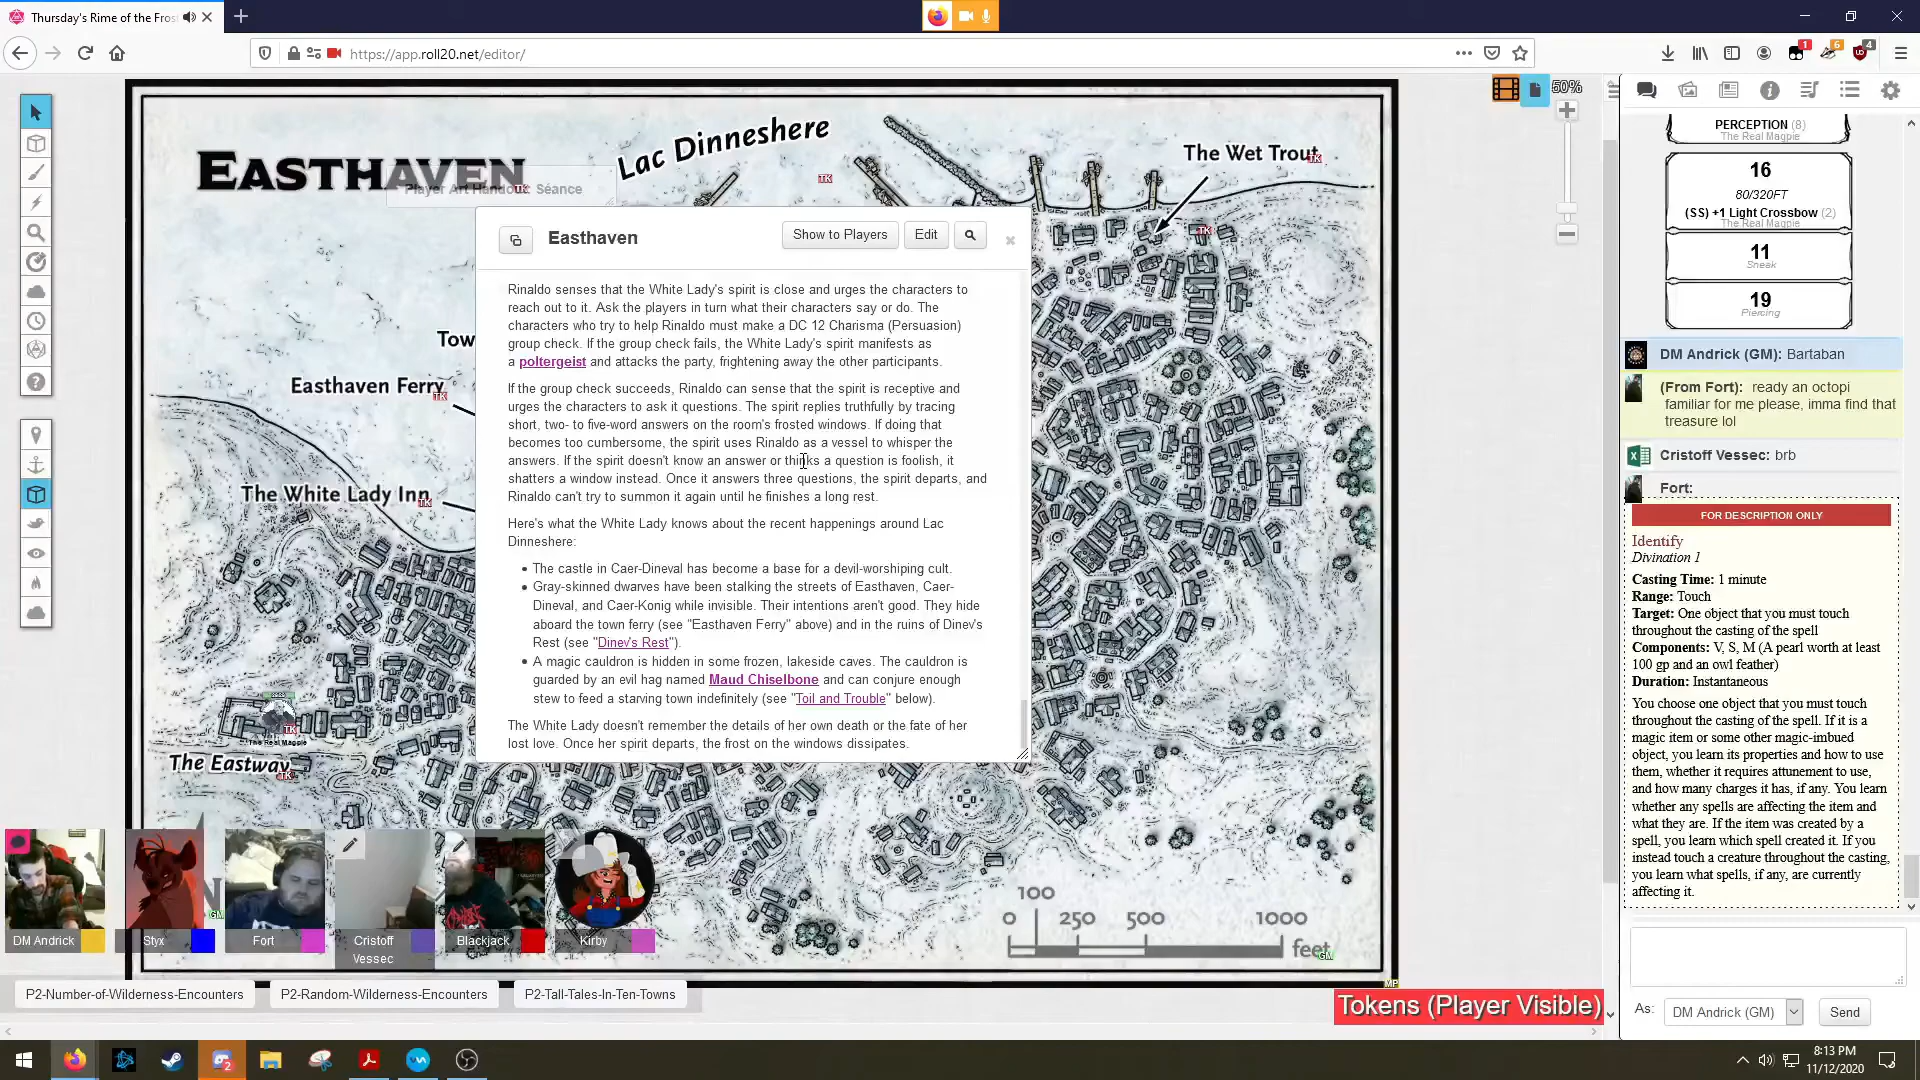 Thursday's Rime of the Fros
https://app.roll20.net/editor/
1
6
4
50%
EASTHAVEN
Lac Dinneshere
The Wet Trout
Player Art Handout: Séance
Tow
Easthaven Ferry
The White Lady Inn
The Eastway
The Real Magpie
Easthaven
Show to Players
Edit
Rinaldo senses that the White Lady's spirit is close and urges the characters to
reach out to it. Ask the players in turn what their characters say or do. The
characters who try to help Rinaldo must make a DC 12 Charisma (Persuasion)
group check. If the group check fails, the White Lady's spirit manifests as
a poltergeist and attacks the party, frightening away the other participants.
If the group check succeeds, Rinaldo can sense that the spirit is receptive and
urges the characters to ask it questions. The spirit replies truthfully by tracing
short, two- to five-word answers on the room's frosted windows. If doing that
becomes too cumbersome, the spirit uses Rinaldo as a vessel to whisper the
answers. If the spirit doesn't know an answer or thinks a question is foolish, it
shatters a window instead. Once it answers three questions, the spirit departs, and
Rinaldo can't try to summon it again until he finishes a long rest.
Here's what the White Lady knows about the recent happenings around Lac
Dinneshere:
• The castle in Caer-Dineval has become a base for a devil-worshiping cult.
• Gray-skinned dwarves have been stalking the streets of Easthaven, Caer-
Dineval, and Caer-Konig while invisible. Their intentions aren't good. They hide
aboard the town ferry (see "Easthaven Ferry" above) and in the ruins of Dinev's
Rest (see "Dinev's Rest").
• A magic cauldron is hidden in some frozen, lakeside caves. The cauldron is
guarded by an evil hag named Maud Chiselbone and can conjure enough
stew to feed a starving town indefinitely (see "Toil and Trouble" below).
The White Lady doesn't remember the details of her own death or the fate of her
lost love. Once her spirit departs, the frost on the windows dissipates.
0 100 250 500 1000
feet
DM Andrick
Styx
Fort
Cristoff
Vessec
Blackjack
Kirby
P2-Number-of-Wilderness-Encounters
P2-Random-Wilderness-Encounters
P2-Tall-Tales-In-Ten-Towns
Tokens (Player Visible)
PERCEPTION (8)
The Real Magpie
16
80/320FT
(SS) +1 Light Crossbow (2)
The Real Magpie
11
Sneak
19
Piercing
DM Andrick (GM): Bartaban
(From Fort): ready an octopi
familiar for me please, imma find that
treasure lol
Cristoff Vessec: brb
Fort:
FOR DESCRIPTION ONLY
Identify
Divination 1
Casting Time: 1 minute
Range: Touch
Target: One object that you must touch
throughout the casting of the spell
Components: V, S, M (A pearl worth at least
100 gp and an owl feather)
Duration: Instantaneous
You choose one object that you must touch
throughout the casting of the spell. If it is a
magic item or some other magic-imbued
object, you learn its properties and how to use
them, whether it requires attunement to use,
and how many charges it has, if any. You learn
whether any spells are affecting the item and
what they are. If the item was created by a
spell, you learn which spell created it. If you
instead touch a creature throughout the casting,
you learn what spells, if any, are currently
affecting it.
As:
DM Andrick (GM)
Send
8:13 PM
11/12/2020